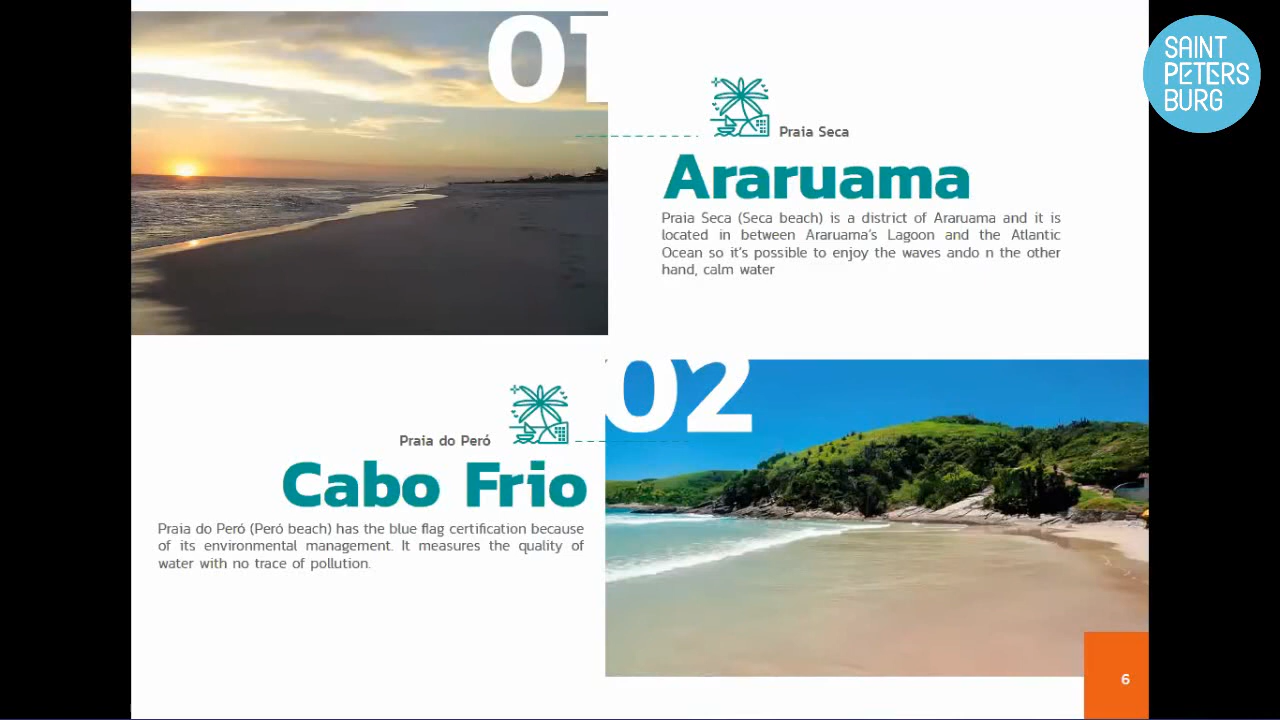 01
SAINT
PETERS
BURG
Praia Seca
Araruama
Praia Seca (Seca beach) is a district of Araruama and it is
located in between Araruama's Lagoon and the Atlantic
Ocean so it's possible to enjoy the waves ando n the other
hand, calm water
02
Praia do Peró
Cabo Frio
Praia do Peró (Peró beach) has the blue flag certification because
of its environmental management. It measures the quality of
water with no trace of pollution.
6